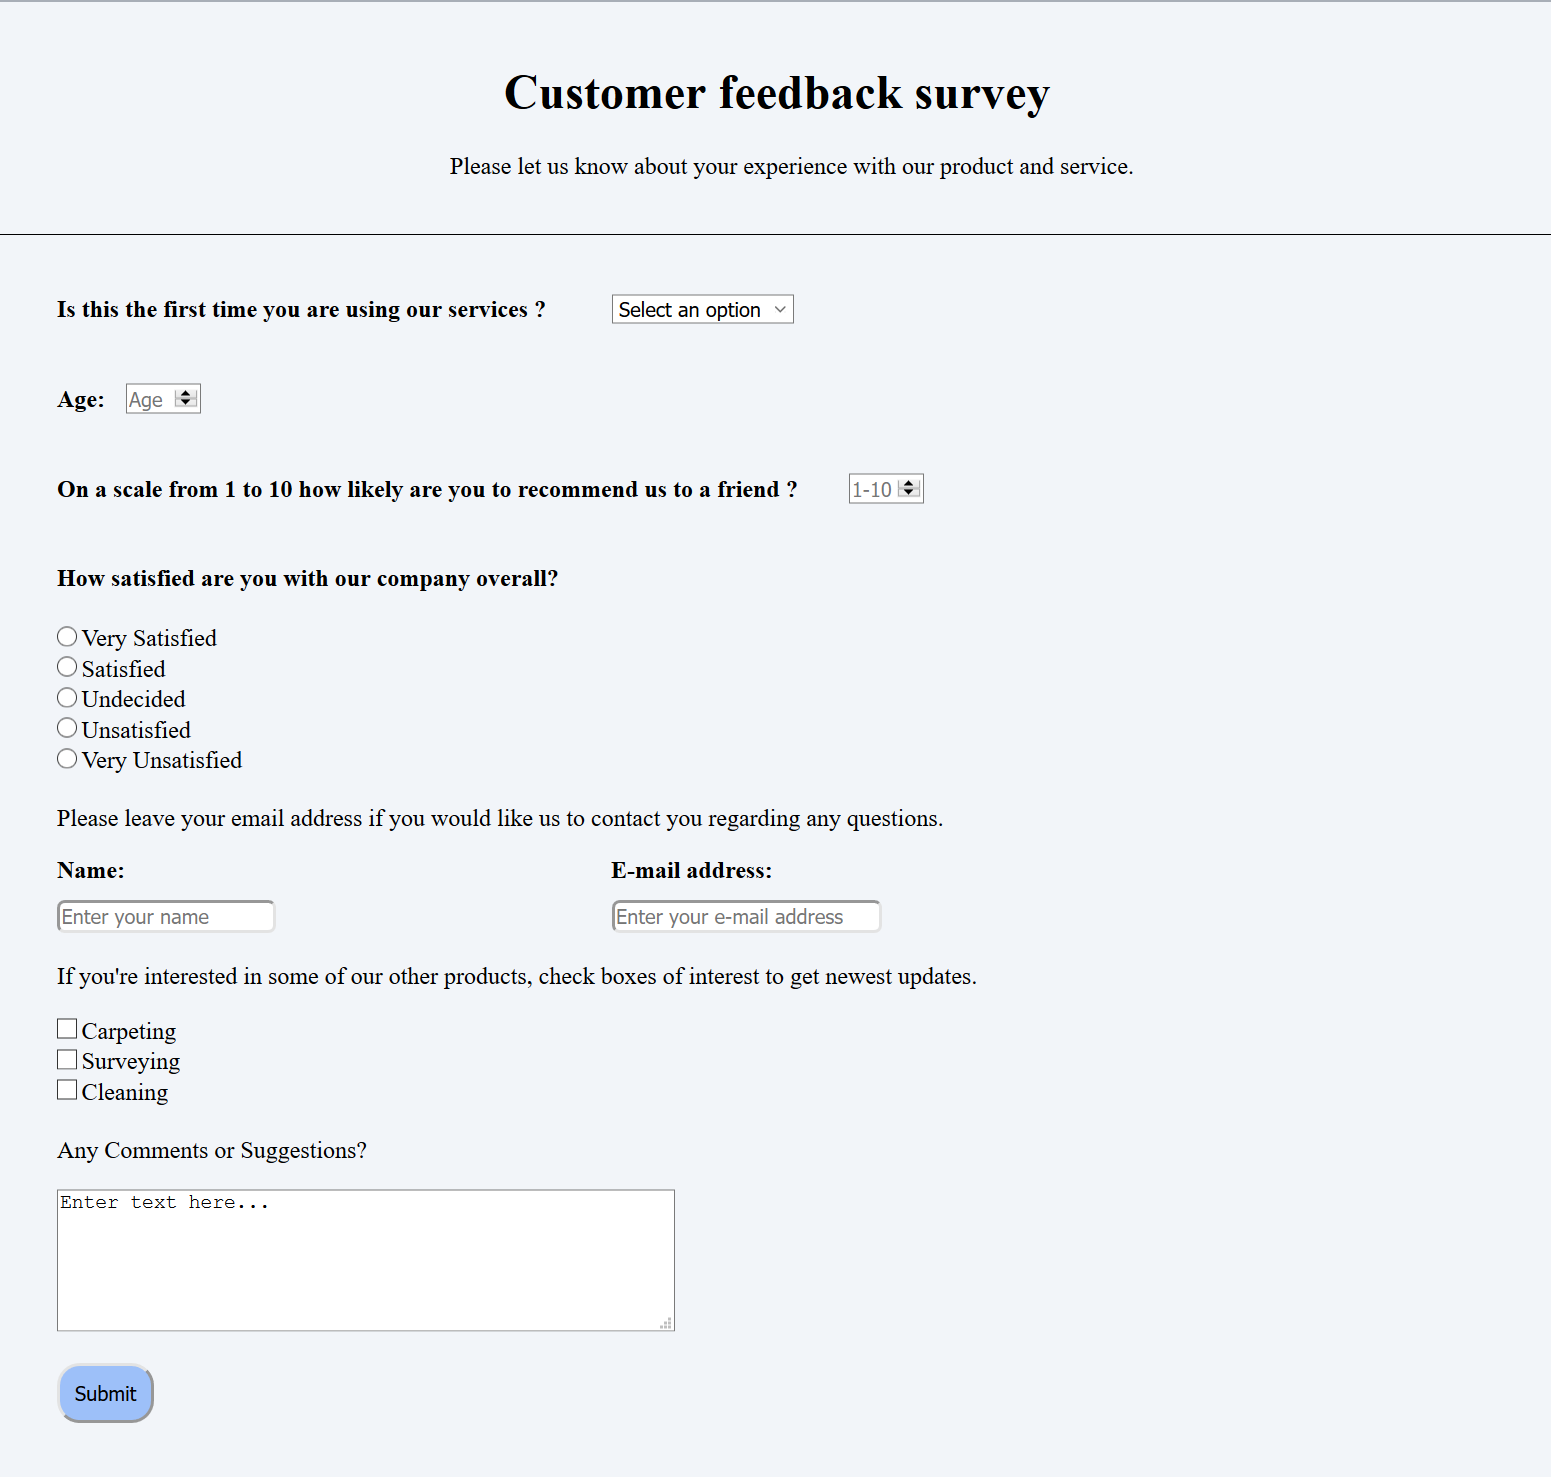 Customer feedback survey
Please let us know about your experience with our product and service.
Is this the first time you are using our services ? Select an option
Age: Age
On a scale from 1 to 10 how likely are you to recommend us to a friend ? 1-10
How satisfied are you with our company overall?
Very Satisfied
Satisfied
Undecided
Unsatisfied
Very Unsatisfied
Please leave your email address if you would like us to contact you regarding any questions.
Name: E-mail address:
Enter your name Enter your e-mail address
If you're interested in some of our other products, check boxes of interest to get newest updates.
Carpeting
Surveying
Cleaning
Any Comments or Suggestions?
Enter text here...
Submit